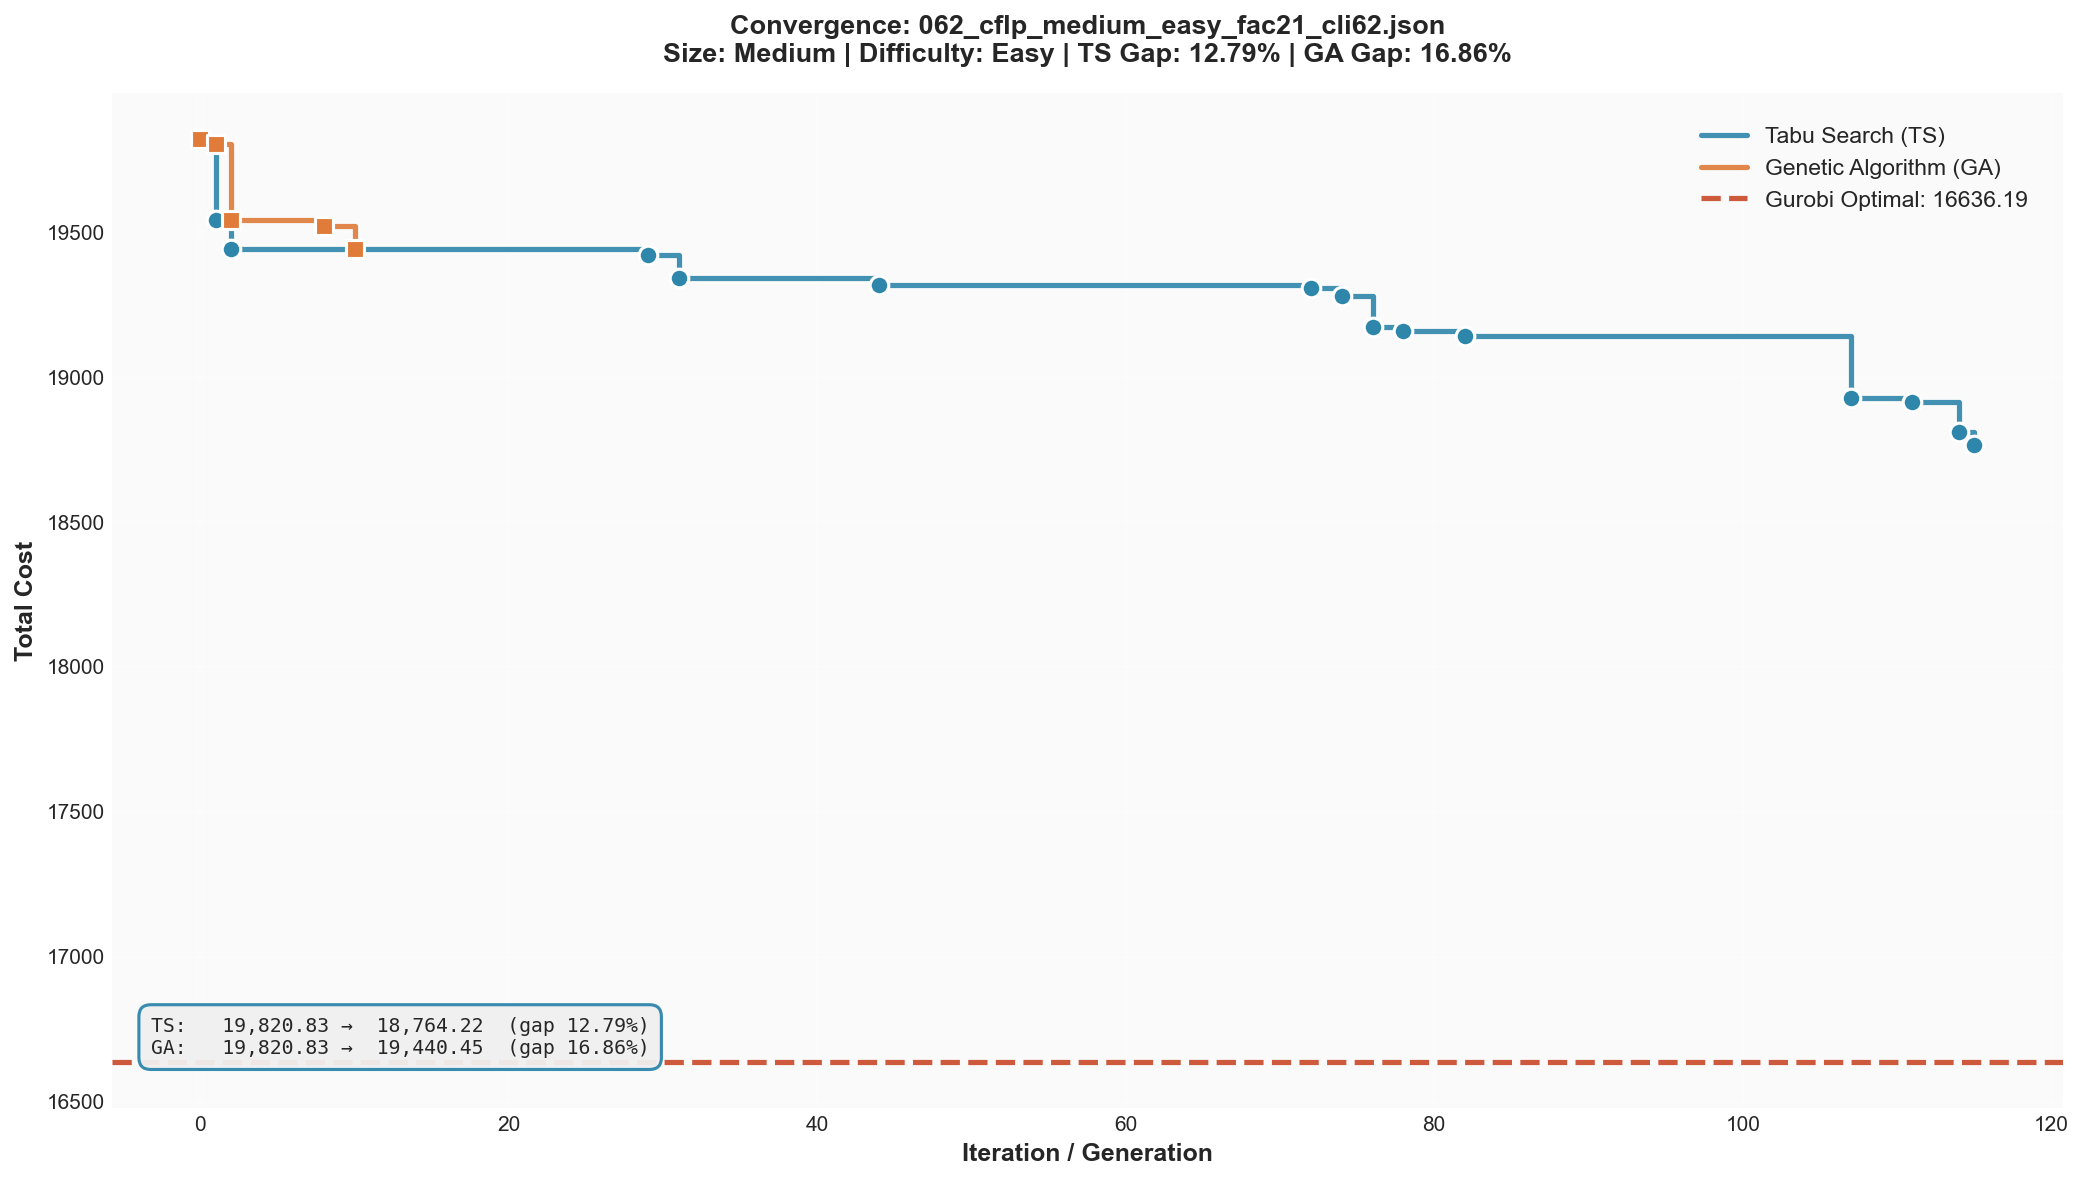 Convergence: 062_cflp_medium_easy_fac21_cli62.json
Size: Medium | Difficulty: Easy | TS Gap: 12.79% | GA Gap: 16.86%
Tabu Search (TS)
Genetic Algorithm (GA)
Gurobi Optimal: 16636.19
Total Cost
19500
19000
18500
18000
17500
17000
16500
TS:   19,820.83 →  18,764.22  (gap 12.79%)
GA:   19,820.83 →  19,440.45  (gap 16.86%)
0 20 40 60 80 100 120
Iteration / Generation